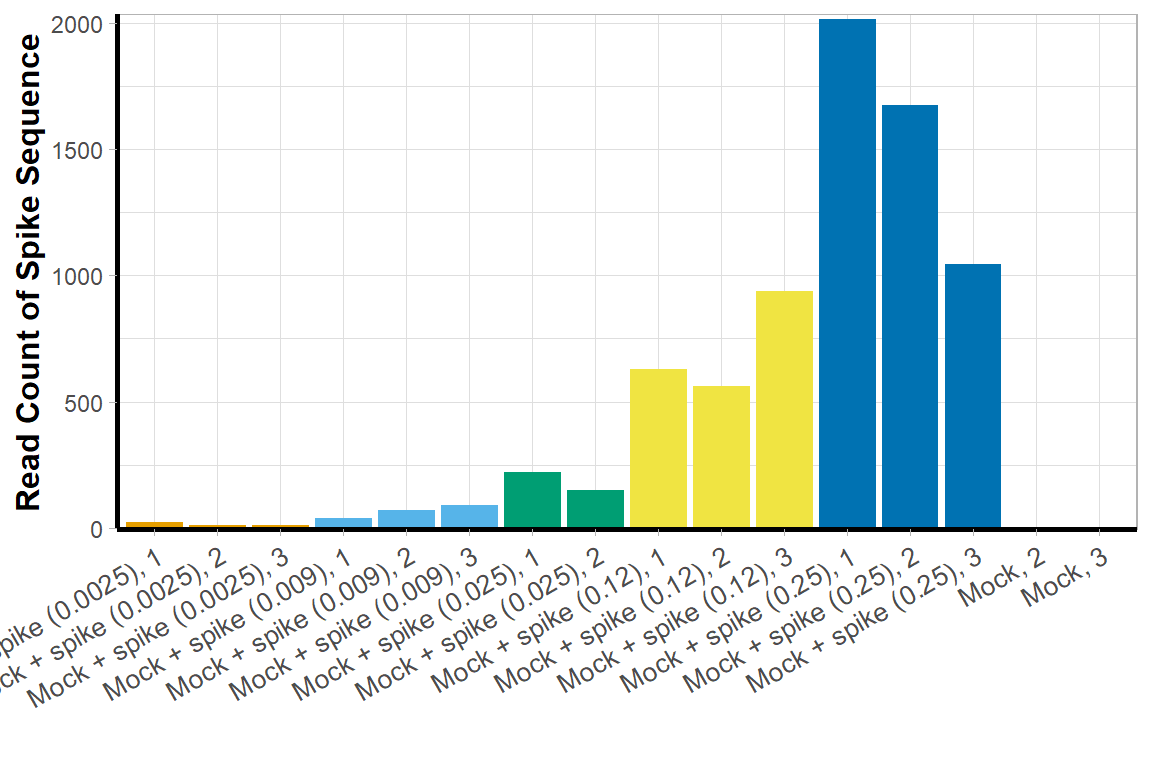 Read Count of Spike Sequence
2000
1500
1000
500
0
spike (0.0025), 1
+ spike (0.0025), 2
Mock + spike (0.0025), 3
Mock + spike (0.009), 1
Mock + spike (0.009), 2
Mock + spike (0.009), 3
Mock + spike (0.025), 1
Mock + spike (0.025), 2
Mock + spike (0.12), 1
Mock + spike (0.12), 2
Mock + spike (0.12), 3
Mock + spike (0.25), 1
Mock + spike (0.25), 2
Mock + spike (0.25), 3
Mock, 2
Mock, 3